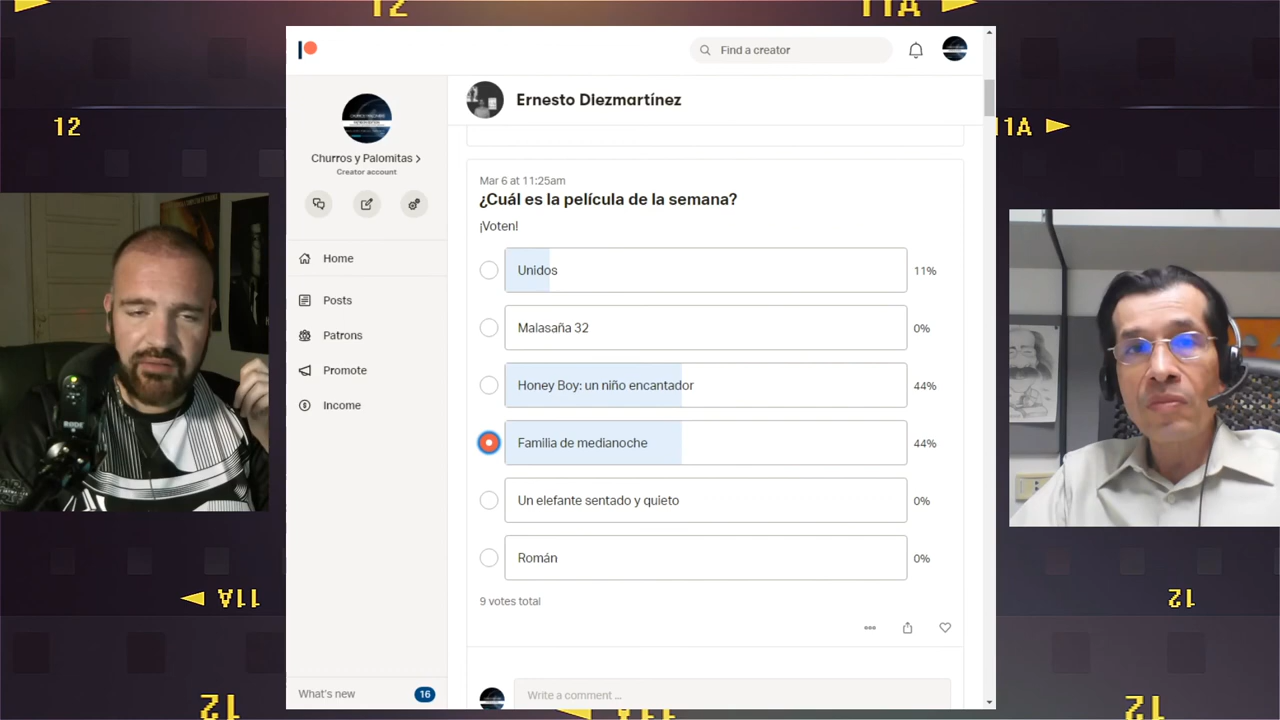 12
11A
Find a creator
Ernesto Diezmartínez
12
11A
Churros y Palomitas
Creator account
Mar 6 at 11:25am
¿Cuál es la película de la semana?
¡Voten!
Home
Unidos
11%
Posts
Malasaña 32
0%
Patrons
Promote
Honey Boy: un niño encantador
44%
Income
Familia de medianoche
44%
Un elefante sentado y quieto
0%
Román
0%
9 votes total
11A
12
What's new
16
Write a comment ...
12
11A
12